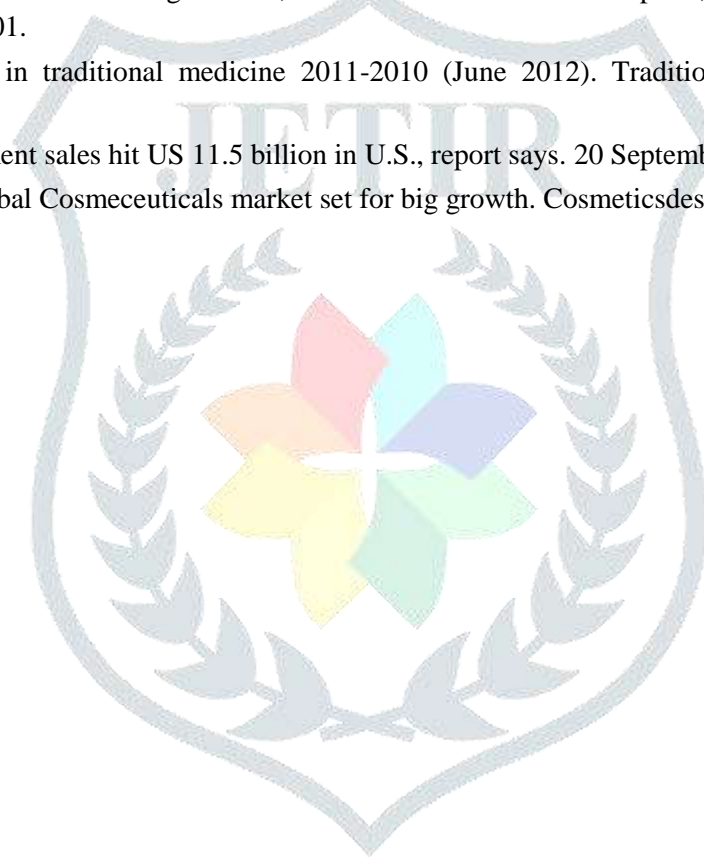 01.
in traditional medicine 2011-2010 (June 2012). Traditio
JETIR
ent sales hit US 11.5 billion in U.S., report says. 20 Septemb
bal Cosmeceuticals market set for big growth. Cosmeticsdes